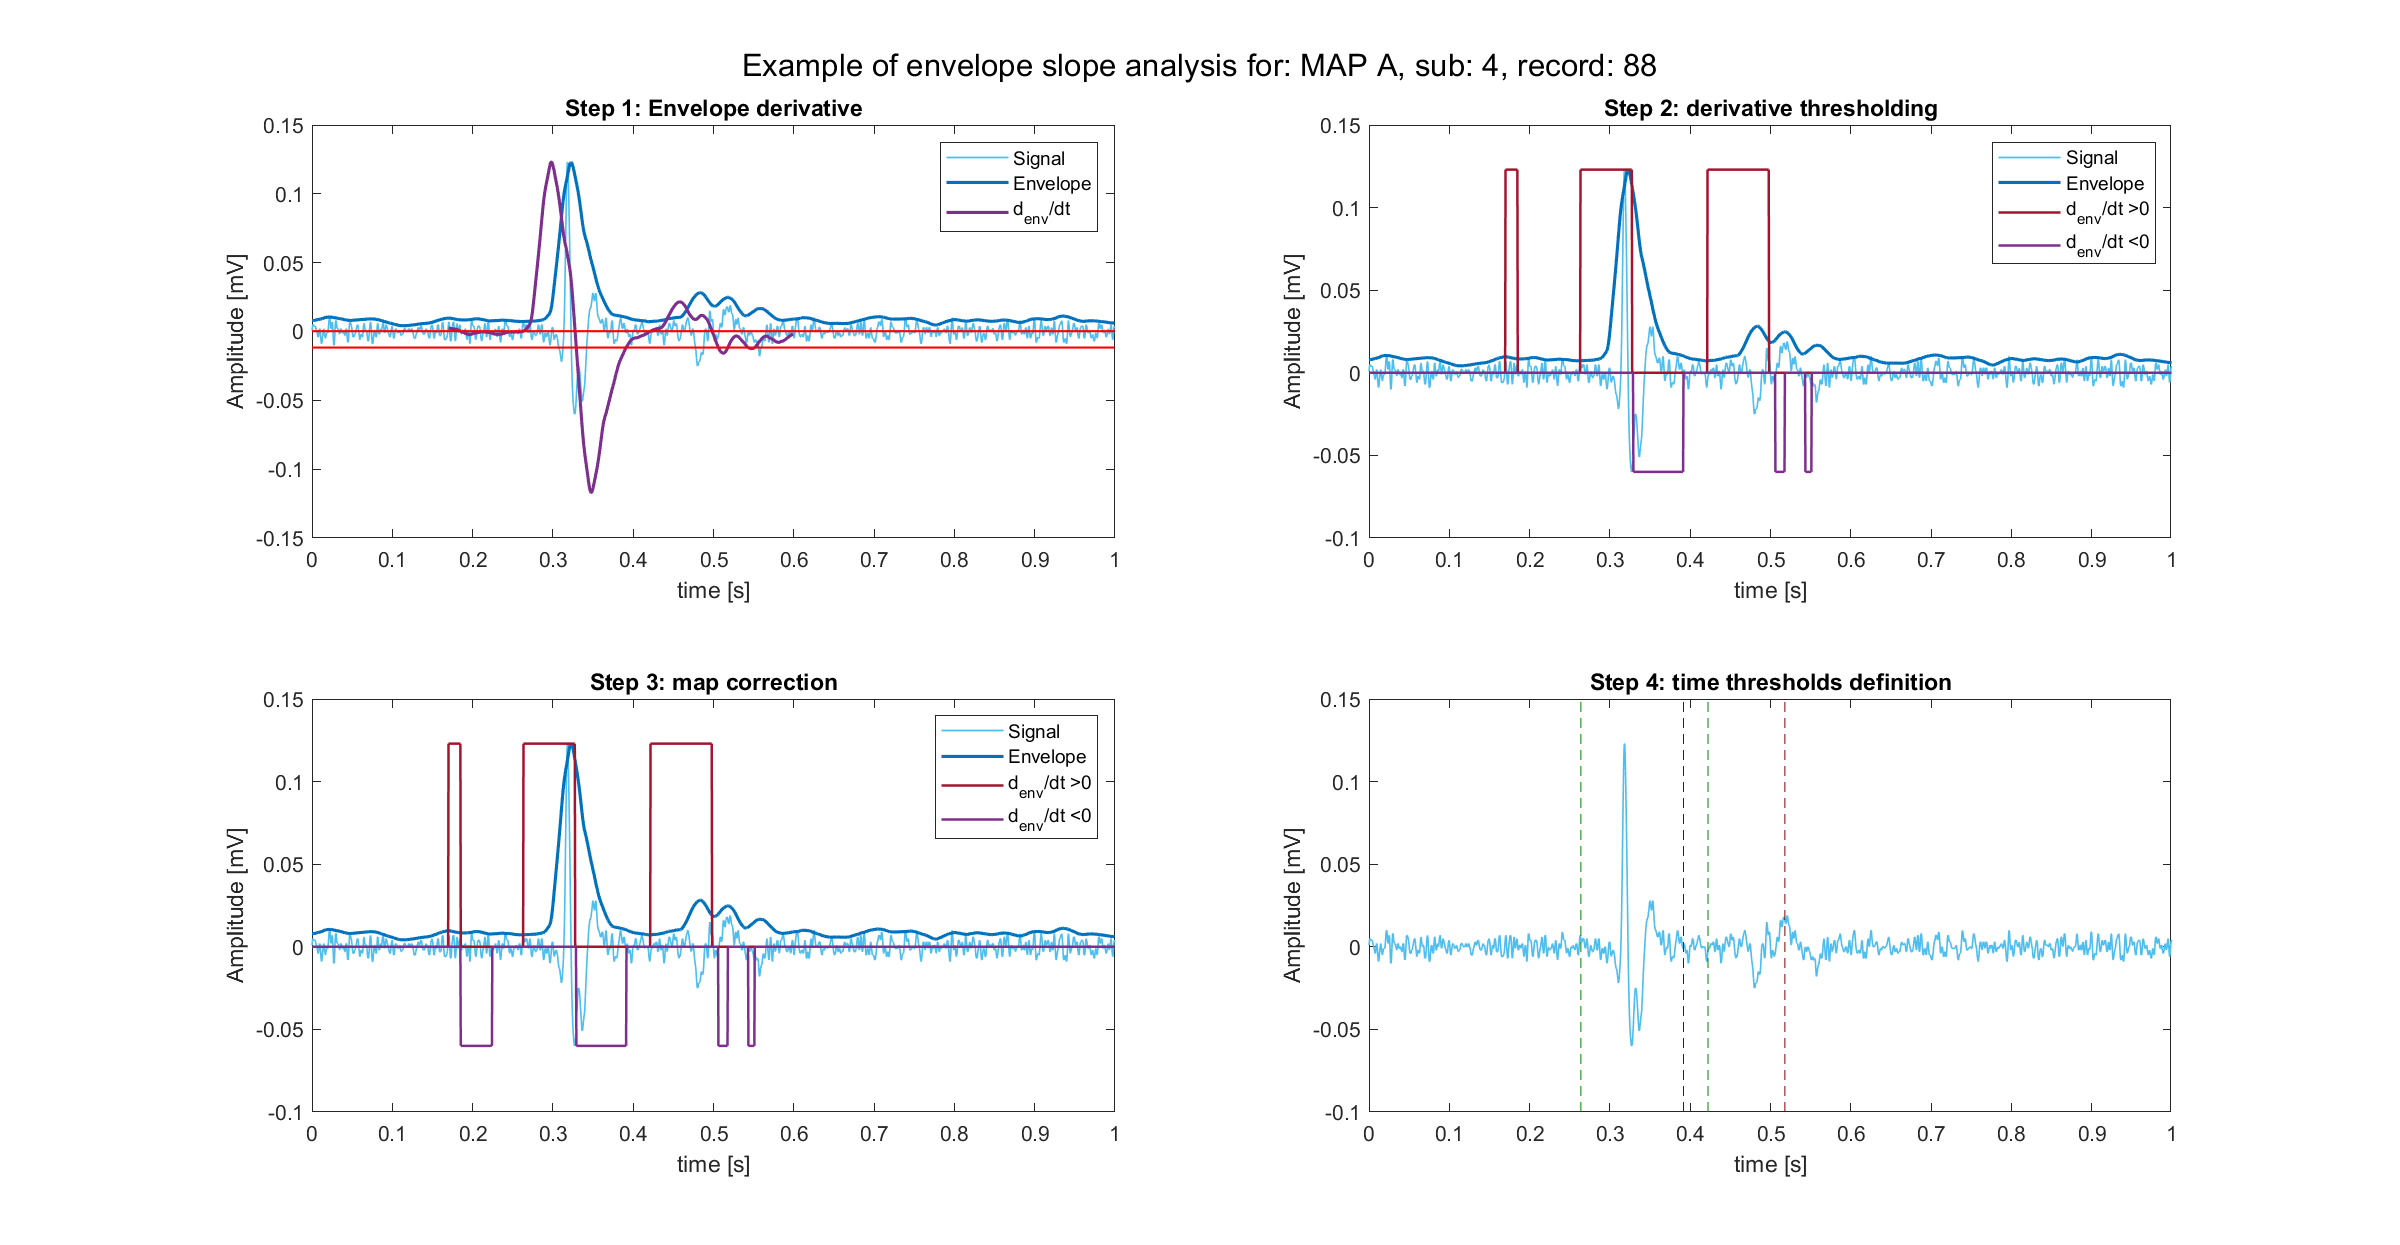 Example of envelope slope analysis for: MAP A, sub: 4, record: 88
Step 1: Envelope derivative
0.15
0.1
0.05
0
-0.05
-0.1
-0.15
Amplitude [mV]
0 0.1 0.2 0.3 0.4 0.5 0.6 0.7 0.8 0.9 1
time [s]
Signal
Envelope
d_env/dt
Step 2: derivative thresholding
0.15
0.1
0.05
0
-0.05
-0.1
Amplitude [mV]
0 0.1 0.2 0.3 0.4 0.5 0.6 0.7 0.8 0.9 1
time [s]
Signal
Envelope
d_env/dt >0
d_env/dt <0
Step 3: map correction
0.15
0.1
0.05
0
-0.05
-0.1
Amplitude [mV]
0 0.1 0.2 0.3 0.4 0.5 0.6 0.7 0.8 0.9 1
time [s]
Signal
Envelope
d_env/dt >0
d_env/dt <0
Step 4: time thresholds definition
0.15
0.1
0.05
0
-0.05
-0.1
Amplitude [mV]
0 0.1 0.2 0.3 0.4 0.5 0.6 0.7 0.8 0.9 1
time [s]